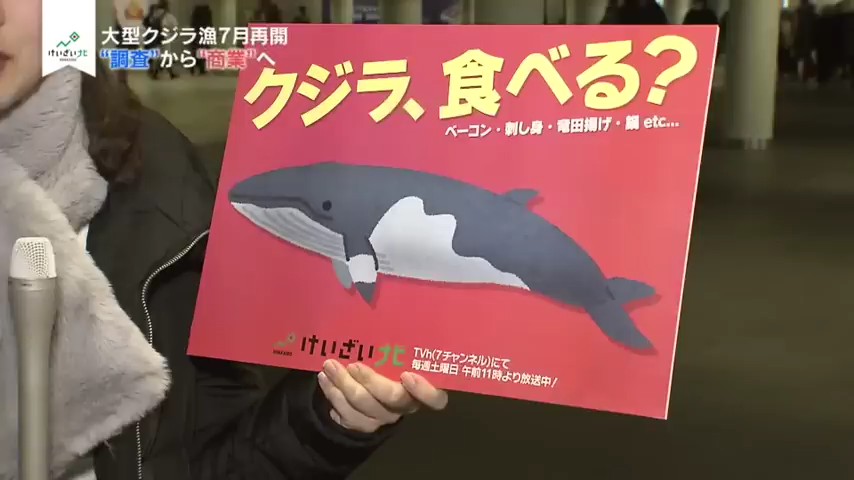 けいざいナビ
大型クジラ漁7月再開
“調査”から“商業”へ
クジラ、食べる?
ベーコン・刺し身・竜田揚げ・鍋 etc...
けいざいナビ
TVh(7チャンネル)にて
毎週土曜日 午前11時より放送中!